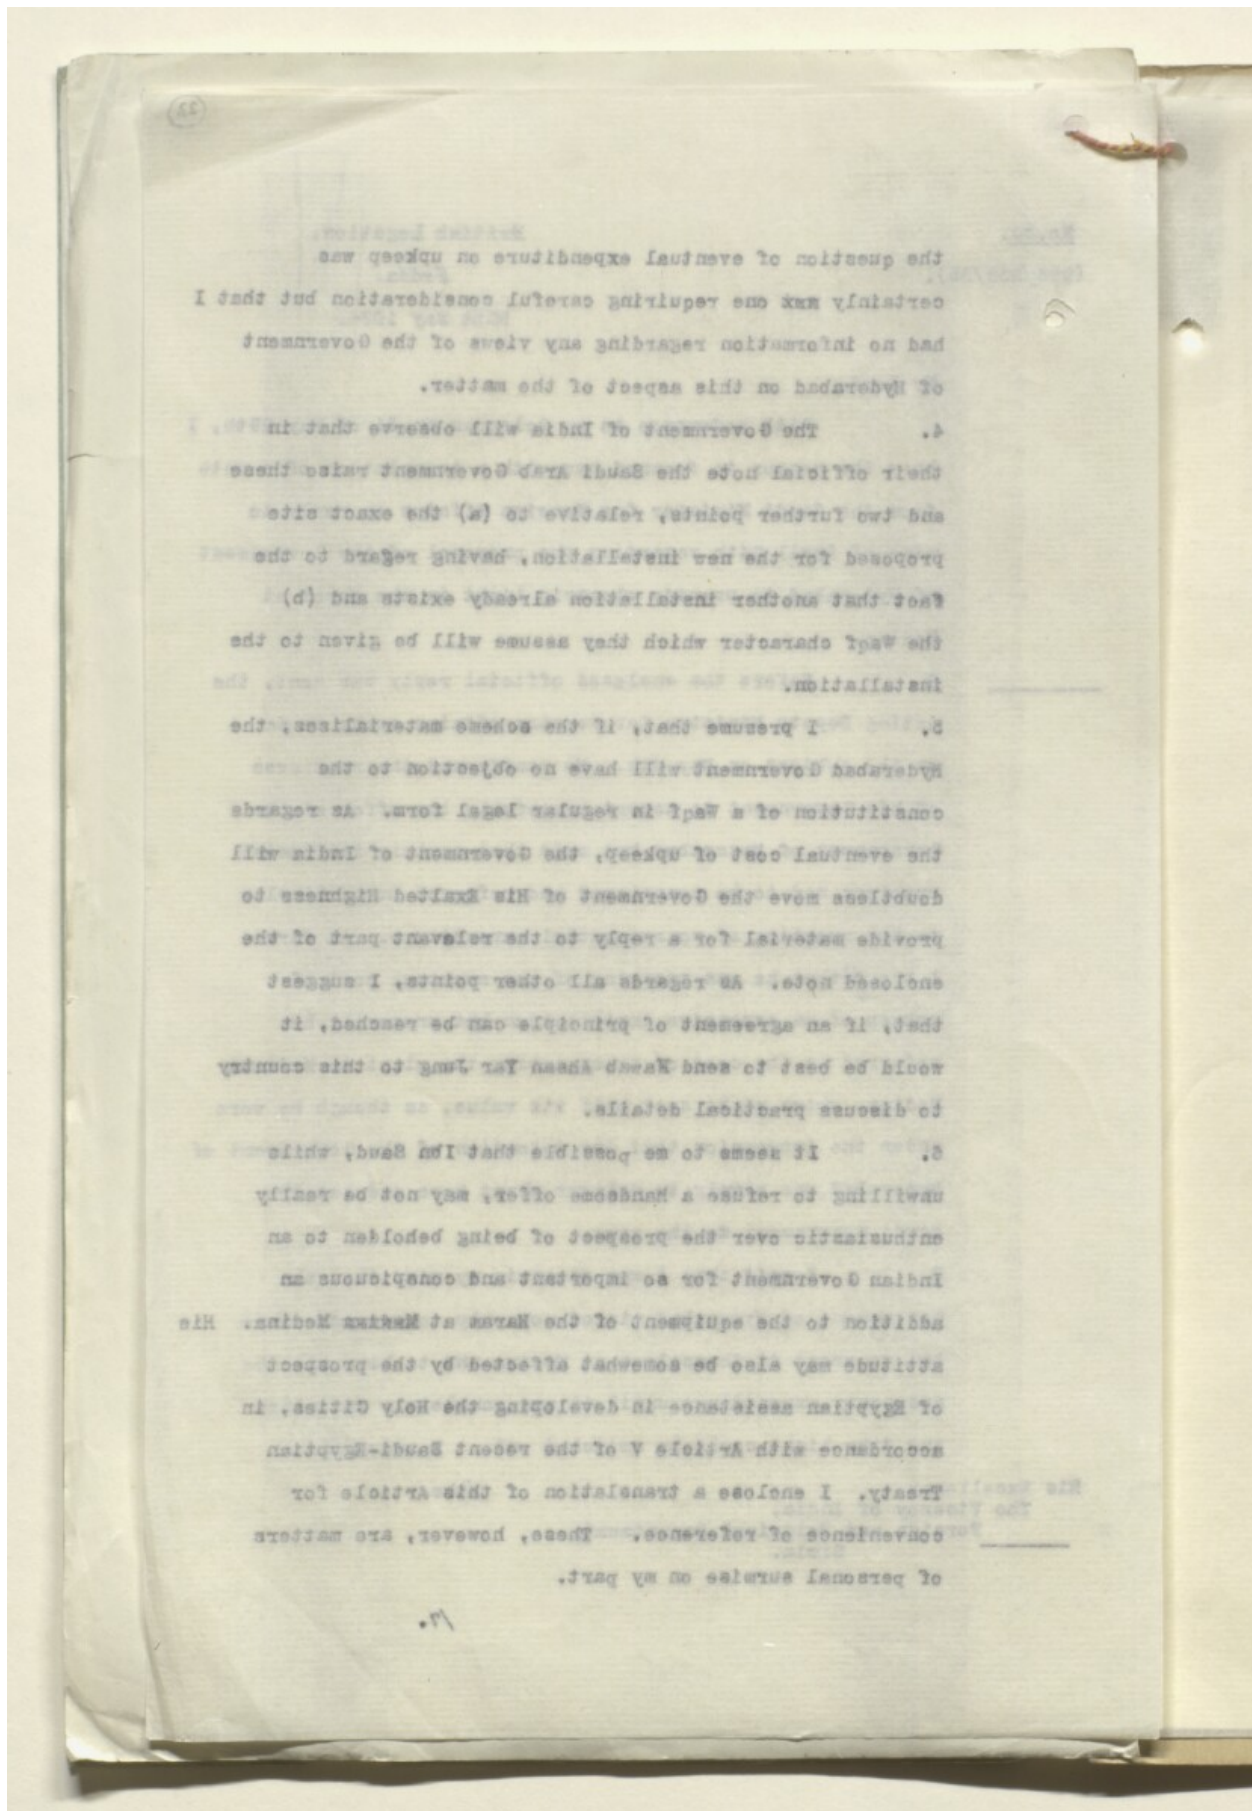 22
the question of eventual expenditure on upkeep was
certainly xxx one requiring careful consideration but that I
had no information regarding any views of the Government
of Hyderabad on this aspect of the matter.
4. The Government of India will observe that in
their official note the Saudi Arab Government raise these
and two further points, relative to (a) the exact site
proposed for the new installation, having regard to the
fact that another installation already exists and (b)
the Waqf character which they assume will be given to the
installation.
5. I presume that, if the scheme materializes, the
Hyderabad Government will have no objection to the
constitution of a Waqf in regular legal form. As regards
the eventual cost of upkeep, the Government of India will
doubtless move the Government of His Exalted Highness to
provide material for a reply to the relevant part of the
enclosed note. As regards all other points, I suggest
that, if an agreement of principle can be reached, it
would be best to send Nawab Ahsan Yar Jung to this country
to discuss practical details.
6. It seems to me possible that Ibn Saud, while
unwilling to refuse a handsome offer, may not be really
enthusiastic over the prospect of being beholden to an
Indian Government for so important and conspicuous an
addition to the equipment of the Haram at Medina. His
attitude may also be somewhat affected by the prospect
of Egyptian assistance in developing the Holy Cities, in
accordance with Article V of the recent Saudi-Egyptian
Treaty. I enclose a translation of this Article for
convenience of reference. These, however, are matters
of personal surmise on my part.
/7.